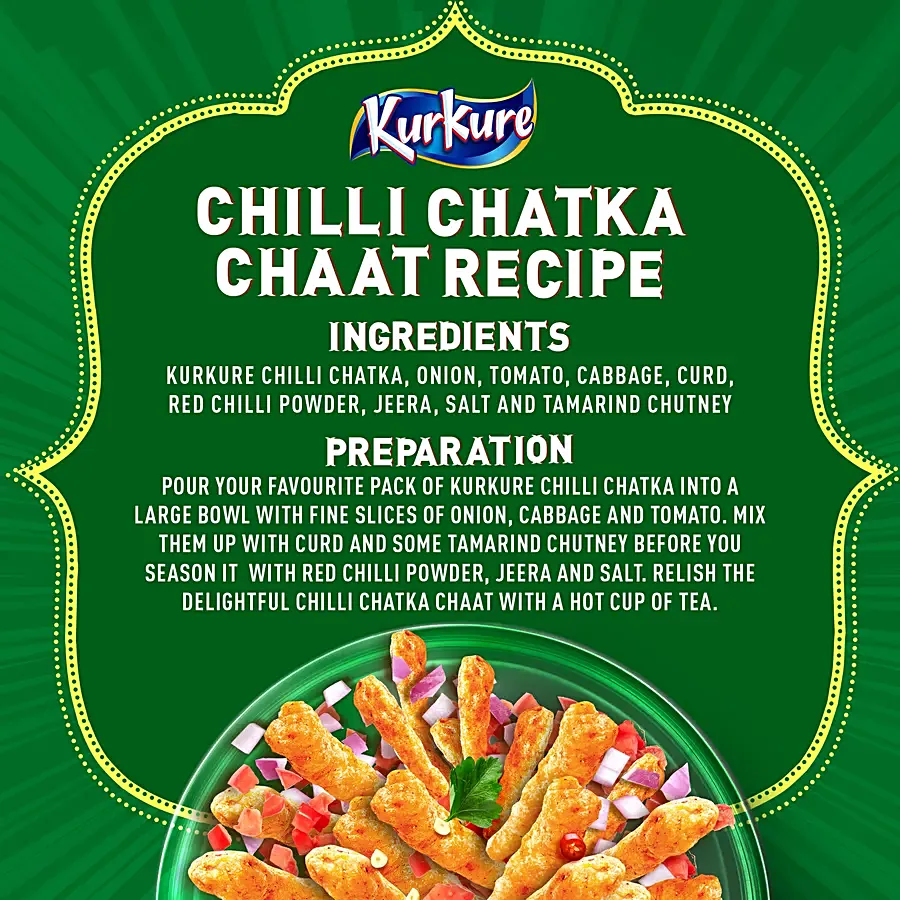 Kurkure
CHILLI CHATKA
CHAAT RECIPE
INGREDIENTS
KURKURE CHILLI CHATKA, ONION, TOMATO, CABBAGE, CURD,
RED CHILLI POWDER, JEERA, SALT AND TAMARIND CHUTNEY
PREPARATION
POUR YOUR FAVOURITE PACK OF KURKURE CHILLI CHATKA INTO A
LARGE BOWL WITH FINE SLICES OF ONION, CABBAGE AND TOMATO. MIX
THEM UP WITH CURD AND SOME TAMARIND CHUTNEY BEFORE YOU
SEASON IT WITH RED CHILLI POWDER, JEERA AND SALT. RELISH THE
DELIGHTFUL CHILLI CHATKA CHAAT WITH A HOT CUP OF TEA.